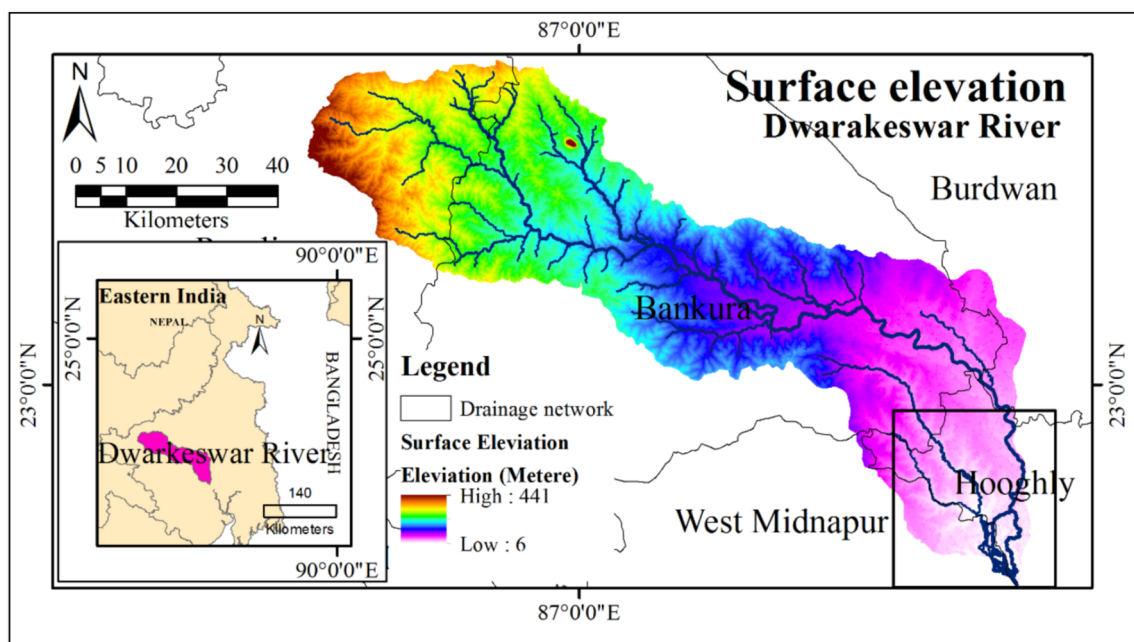 87°0'0"E
N
Surface elevation
Dwarakeswar River
0 5 10 20 30 40
Kilometers
Burdwan
90°0'0"E
Eastern India
NEPAL
N
25°0'0"N
25°0'0"N
BANGLADESH
Dwarkeswar River
140
Kilometers
90°0'0"E
Bankura
23°0'0"N
23°0'0"N
Legend
Drainage network
Surface Eleviation
Eleviation (Metere)
High : 441
Low : 6
West Midnapur
Hooghly
87°0'0"E